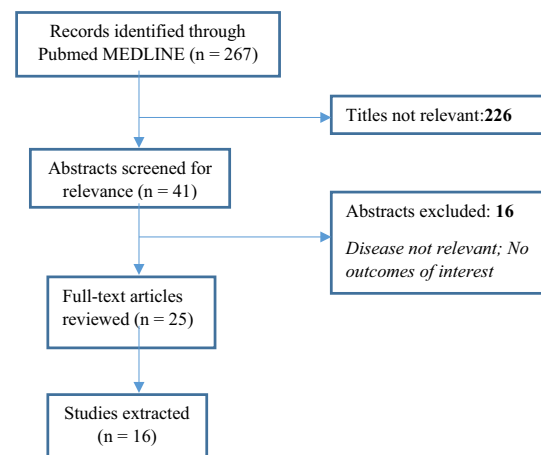 Records identified through
Pubmed MEDLINE (n = 267)
Titles not relevant:226
Abstracts screened for
relevance (n = 41)
Abstracts excluded: 16
Disease not relevant; No
outcomes of interest
Full-text articles
reviewed (n = 25)
Studies extracted
(n = 16)